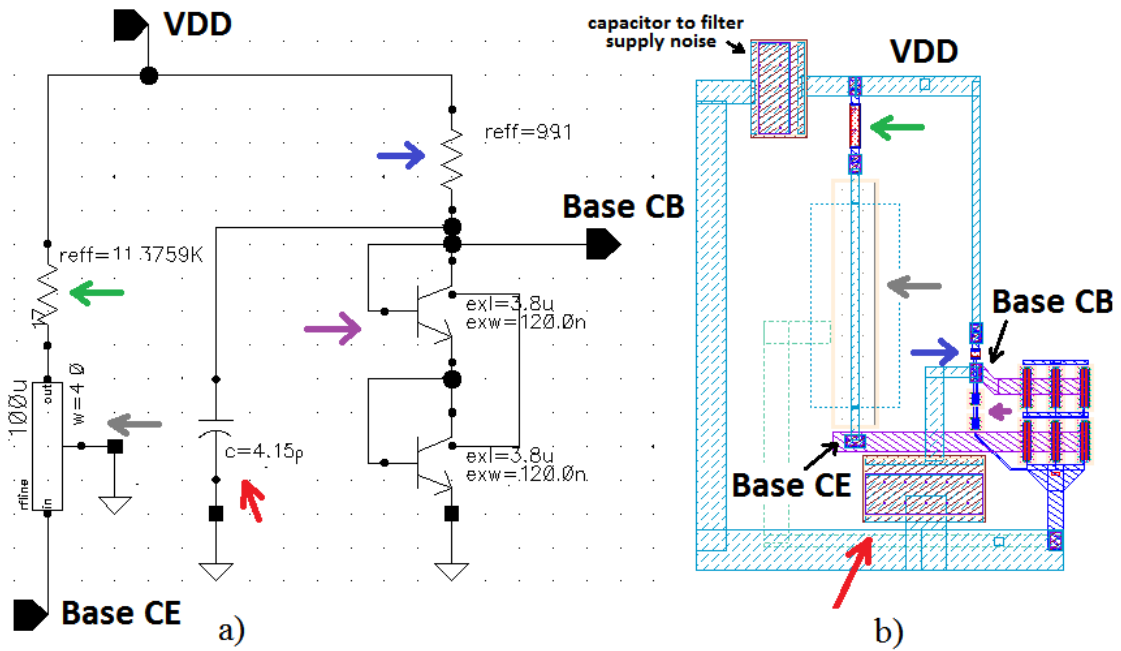 VDD
reff=991
Base CB
reff=11.3759K
17
exl=3.8u
exw=120.0n
out
w=4.0
100u
rfline
in
c=4.15p
exl=3.8u
exw=120.0n
Base CE
a)
capacitor to filter
supply noise
VDD
Base CB
Base CE
b)